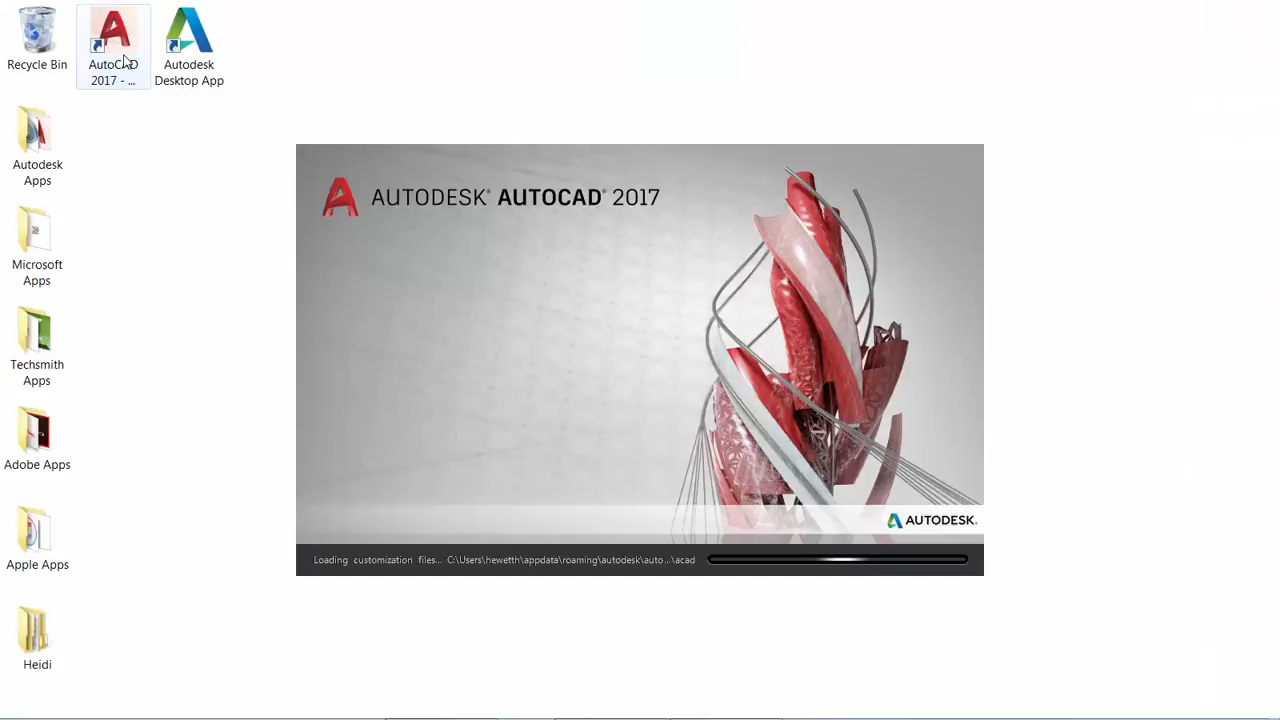 Recycle Bin
AutoCAD
2017 - ...
Autodesk
Desktop App
Autodesk
Apps
Microsoft
Apps
Techsmith
Apps
Adobe Apps
Apple Apps
Heidi
AUTODESK® AUTOCAD® 2017
AUTODESK.
Loading customization files... C:\Users\hewetth\appdata\roaming\autodesk\auto...\acad